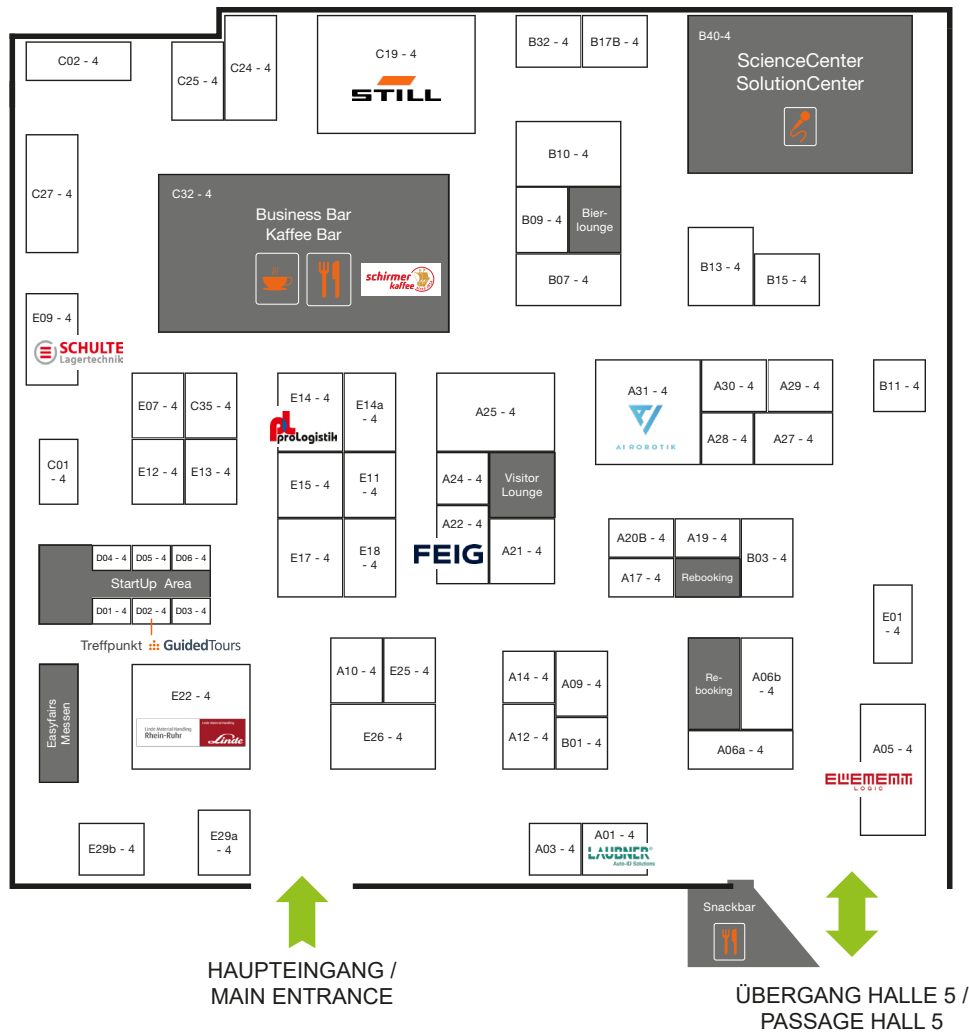 C02 - 4
C25 - 4
C24 - 4
C19 - 4
STILL
B32 - 4
B17B - 4
B40-4
ScienceCenter
SolutionCenter
C27 - 4
C32 - 4
Business Bar
Kaffee Bar
schirmer
kaffee
B10 - 4
B09 - 4
Bier-
lounge
B07 - 4
B13 - 4
B15 - 4
E09 - 4
SCHULTE
Lagertechnik
E07 - 4
C35 - 4
E12 - 4
E13 - 4
E14 - 4
proLogistik
E14a
- 4
E15 - 4
E11
- 4
E17 - 4
E18
- 4
A25 - 4
A24 - 4
Visitor
Lounge
A22 - 4
FEIG
A21 - 4
A31 - 4
AI ROBOTIK
A30 - 4
A29 - 4
A28 - 4
A27 - 4
B11 - 4
C01
- 4
A20B - 4
A19 - 4
B03 - 4
A17 - 4
Rebooking
D04 - 4
D05 - 4
D06 - 4
StartUp Area
D01 - 4
D02 - 4
D03 - 4
Treffpunkt GuidedTours
E01
- 4
Easyfairs
Messen
E22 - 4
Linde Material Handling
Rhein-Ruhr
Linde Material Handling
Linde
A10 - 4
E25 - 4
E26 - 4
A14 - 4
A09 - 4
A12 - 4
B01 - 4
Re-
booking
A06b
- 4
A06a - 4
A05 - 4
ELEMENT
LOGIC
E29b - 4
E29a
- 4
A03 - 4
A01 - 4
LAUBNER®
Auto-ID Solutions
Snackbar
HAUPTEINGANG /
MAIN ENTRANCE
ÜBERGANG HALLE 5 /
PASSAGE HALL 5